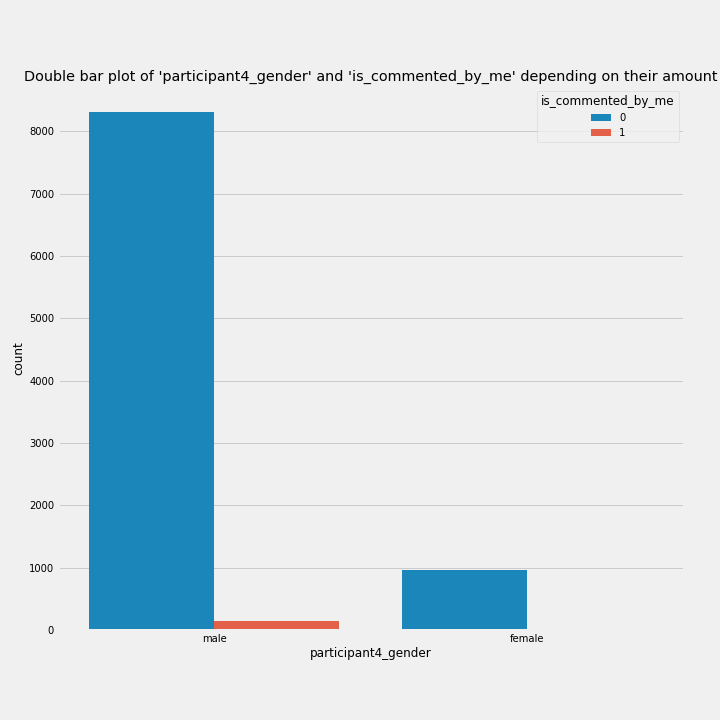 Double bar plot of 'participant4_gender' and 'is_commented_by_me' depending on their amount
is_commented_by_me
0
1
8000
7000
6000
5000
4000
3000
2000
1000
0
count
male
female
participant4_gender